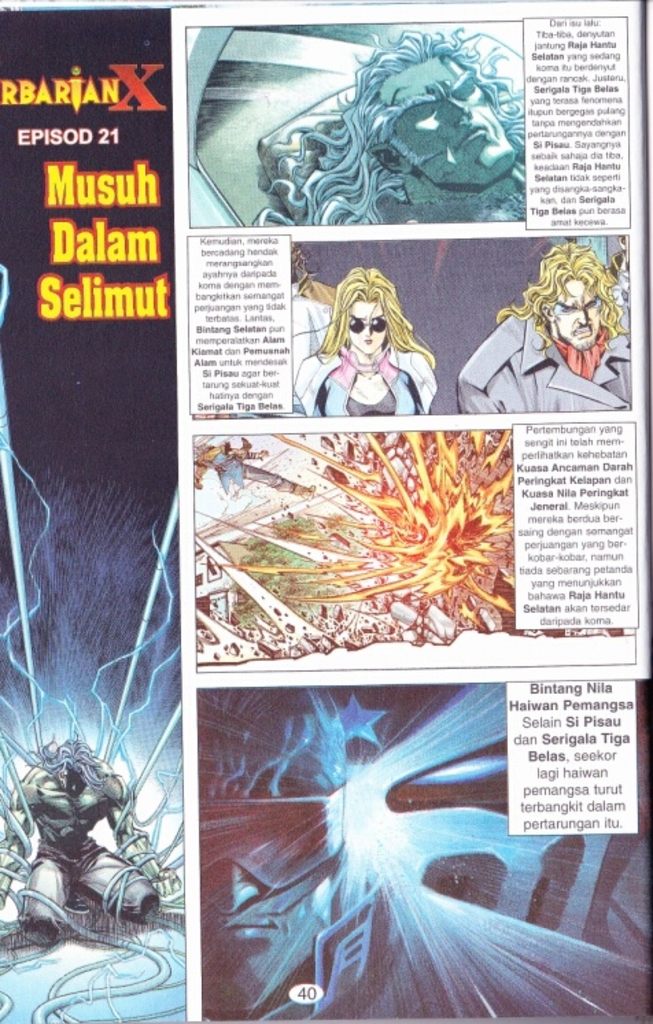 RBARIANX
EPISOD 21
Musuh
Dalam
Selimut
Dari isu lalu:
Tiba-tiba, denyutan
jantung Raja Hantu
Selatan yang sedang
koma itu berdenyut
dengan rancak. Justeru,
Serigala Tiga Belas
yang terasa fenomena
itupun bergegas pulang
tanpa mengendahkan
pertarungannya dengan
Si Pisau. Sayangnya
sebaik sahaja dia tiba,
keadaan Raja Hantu
Selatan tidak seperti
yang disangka-sangka-
kan, dan Serigala
Tiga Belas pun berasa
amat kecewa.
Kemudian, mereka
bercadang hendak
merangsangkan
ayahnya daripada
koma dengan mem-
bangkitkan semangat
perjuangan yang tidak
terbatas. Lantas,
Bintang Selatan pun
memperalatkan Alam
Kiamat dan Pemusnah
Alam untuk mendesak
Si Pisau agar ber-
tarung sekuat-kuat
hatinya dengan
Serigala Tiga Belas.
Pertembungan yang
sengit ini telah mem-
perlihatkan kehebatan
Kuasa Ancaman Darah
Peringkat Kelapan dan
Kuasa Nila Peringkat
Jeneral. Meskipun
mereka berdua ber-
saing dengan semangat
perjuangan yang ber-
kobar-kobar, namun
tiada sebarang petanda
yang menunjukkan
bahawa Raja Hantu
Selatan akan tersedar
daripada koma.
Bintang Nila
Haiwan Pemangsa
Selain Si Pisau
dan Serigala Tiga
Belas, seekor
lagi haiwan
pemangsa turut
terbangkit dalam
pertarungan itu.
40